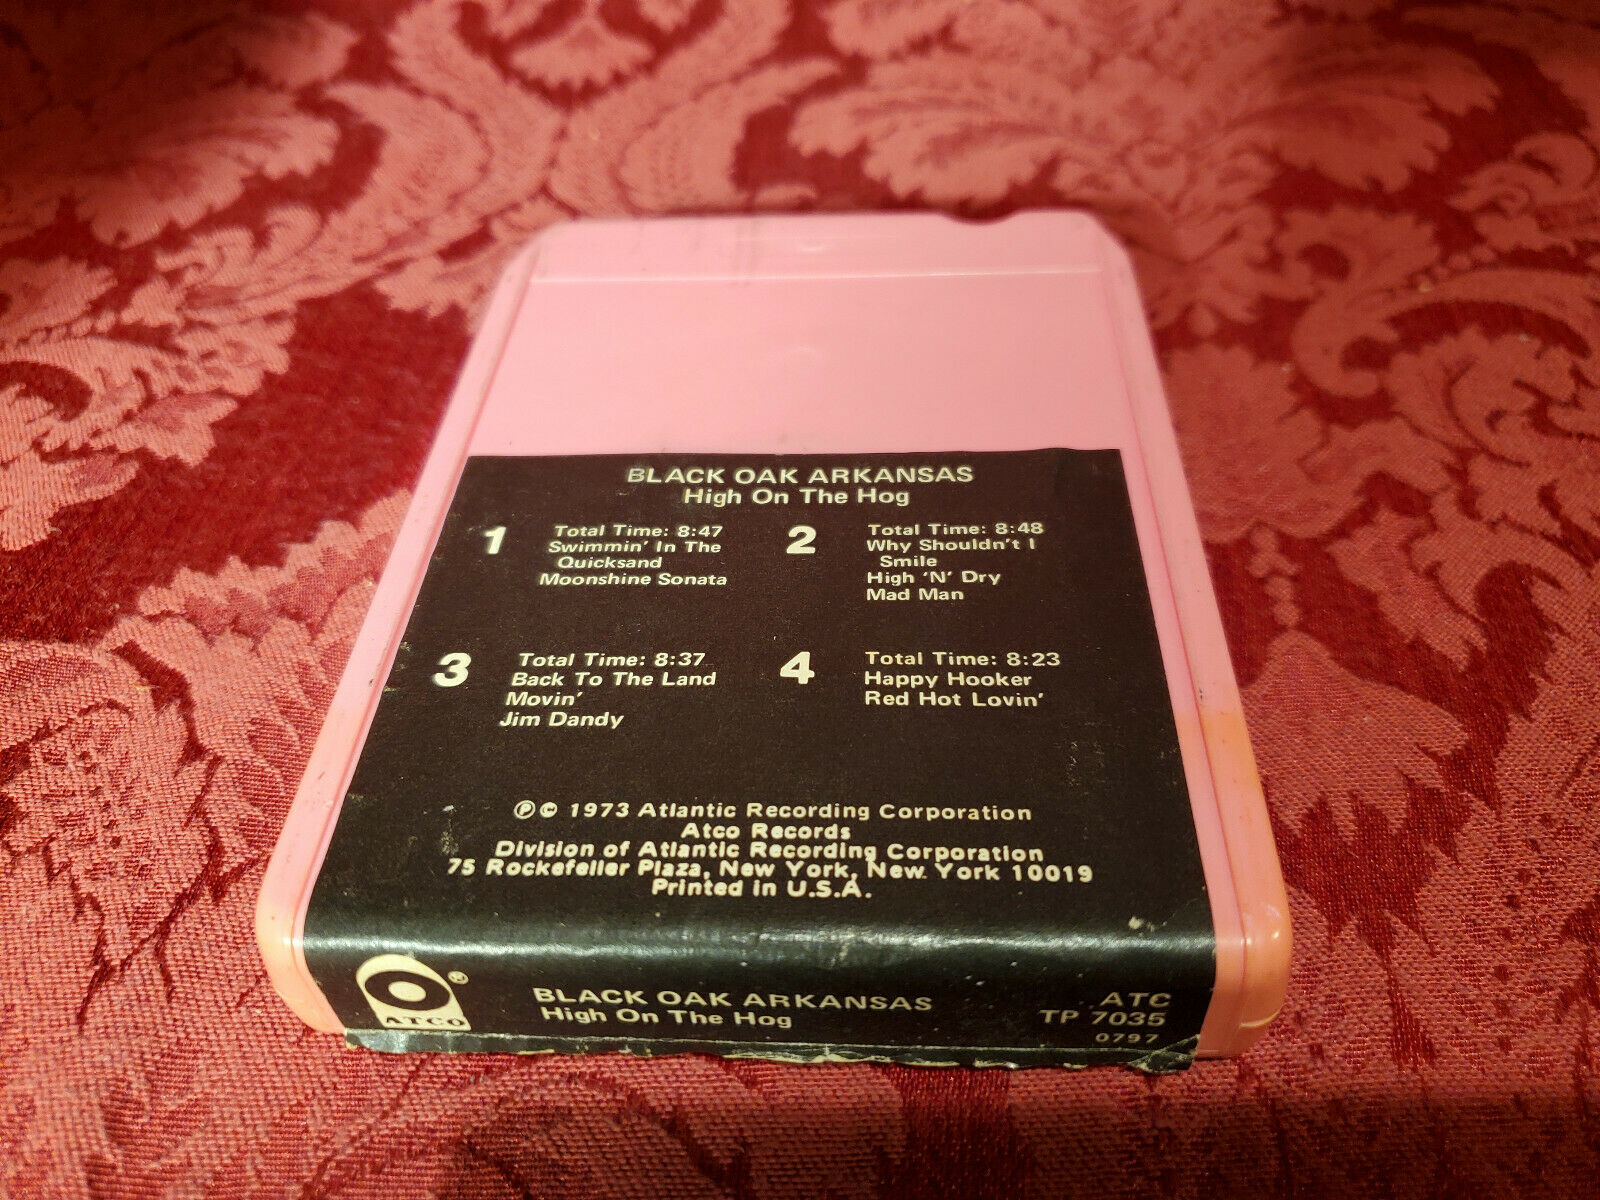 BLACK OAK ARKANSAS
High On The Hog
1
Total Time: 8:47
Swimmin' In The
Quicksand
Moonshine Sonata
2
Total Time: 8:48
Why Shouldn't I
Smile
High 'N' Dry
Mad Man
3
Total Time: 8:37
Back To The Land
Movin'
Jim Dandy
4
Total Time: 8:23
Happy Hooker
Red Hot Lovin'
℗© 1973 Atlantic Recording Corporation
Atco Records
Division of Atlantic Recording Corporation
75 Rockefeller Plaza, New York, New York 10019
Printed in U.S.A.
ATCO ®
BLACK OAK ARKANSAS
High On The Hog
ATC
TP 7035
0797